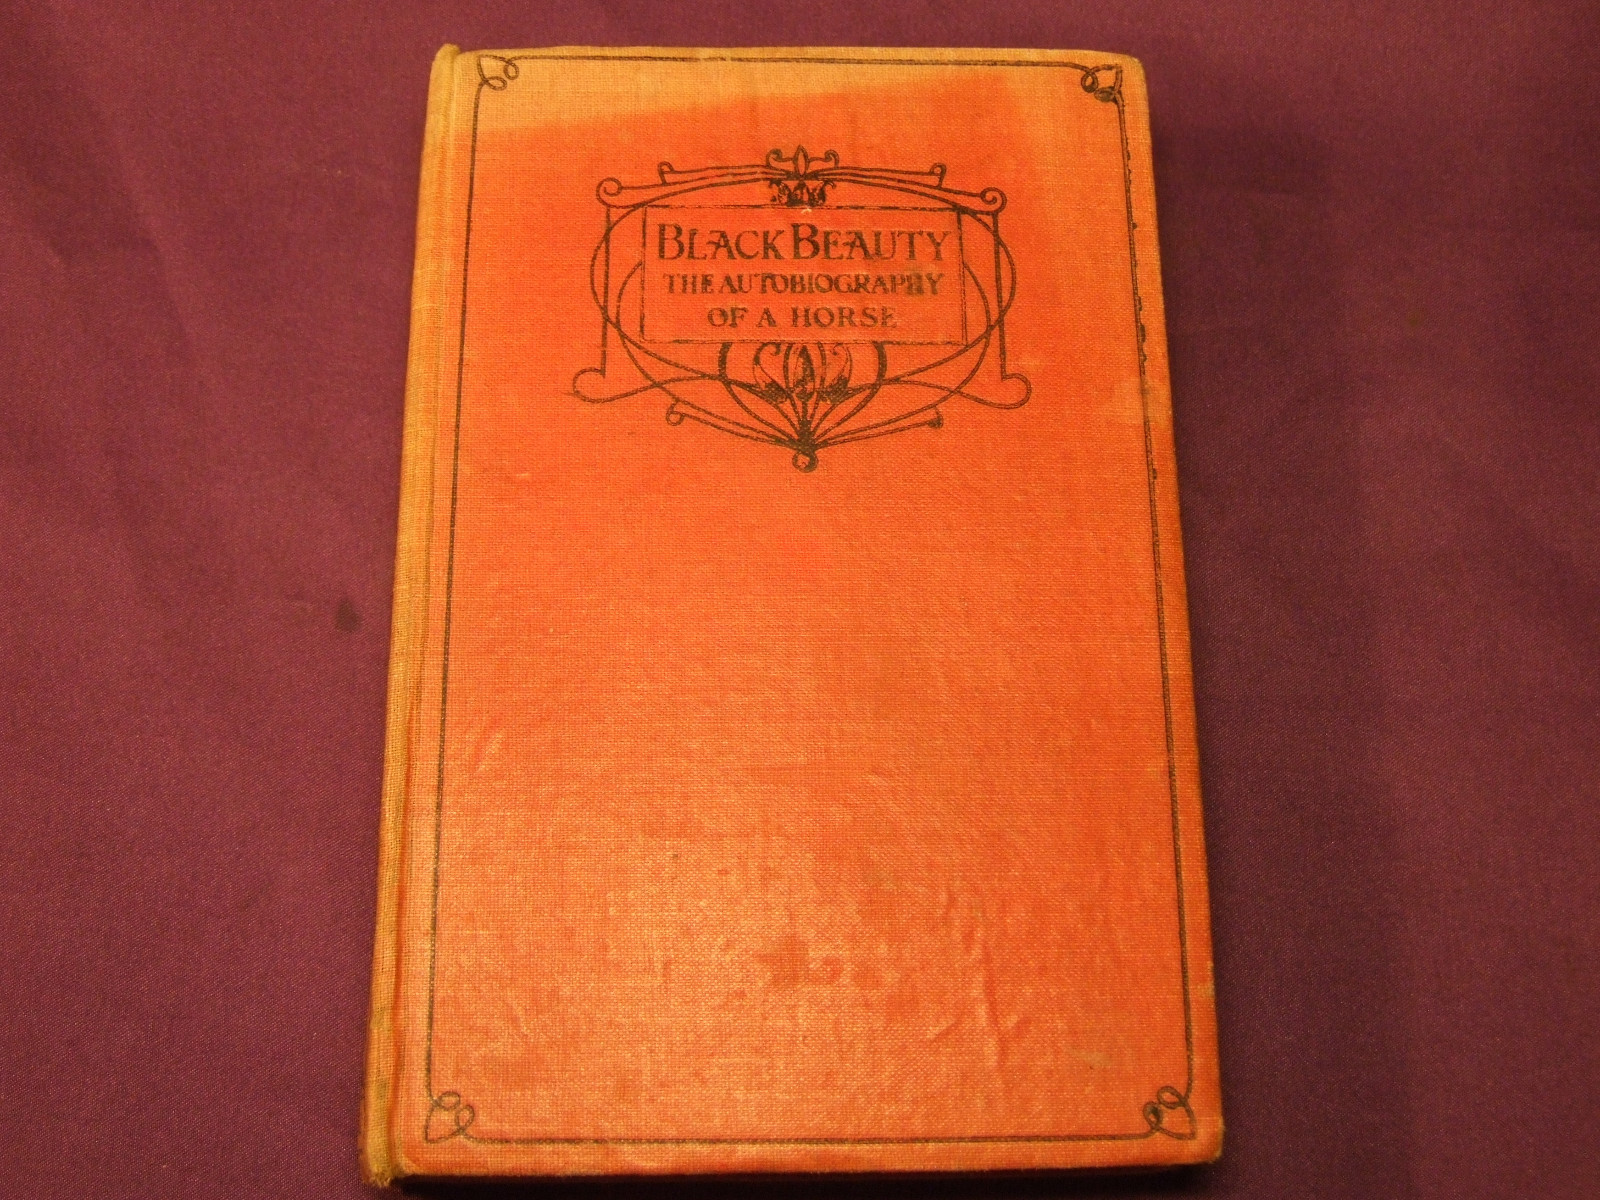 BLACK BEAUTY
THE AUTOBIOGRAPHY
OF A HORSE